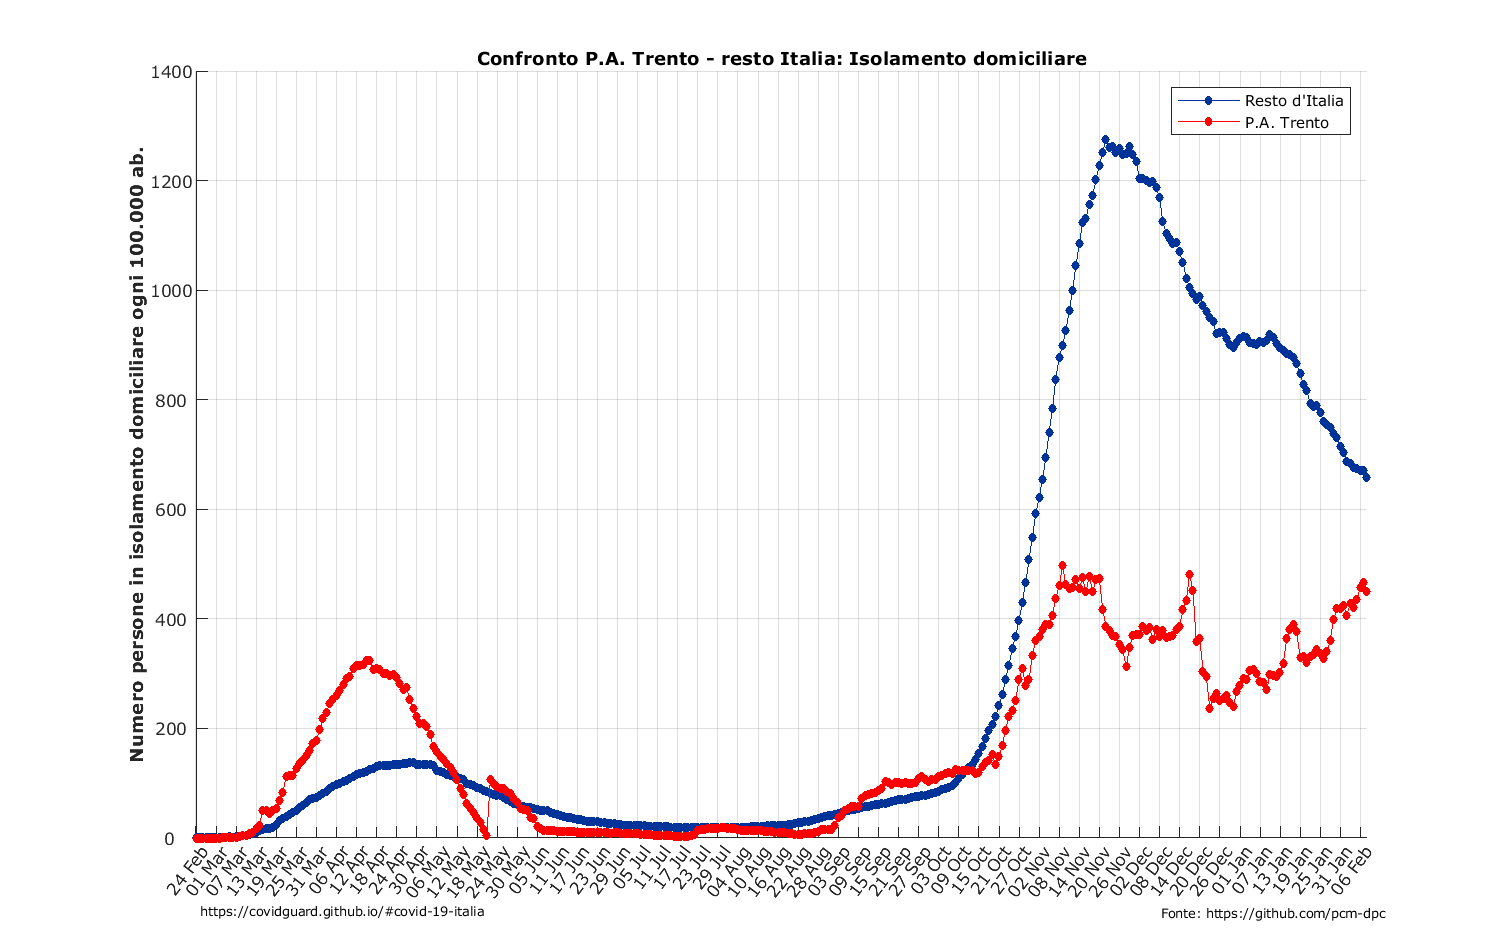 Confronto P.A. Trento - resto Italia: Isolamento domiciliare
Numero persone in isolamento domiciliare ogni 100.000 ab.
1400
1200
1000
800
600
400
200
0
Resto d'Italia
P.A. Trento
24 Feb
01 Mar
07 Mar
13 Mar
19 Mar
25 Mar
31 Mar
06 Apr
12 Apr
18 Apr
24 Apr
30 Apr
06 May
12 May
18 May
24 May
30 May
05 Jun
11 Jun
17 Jun
23 Jun
29 Jun
05 Jul
11 Jul
17 Jul
23 Jul
29 Jul
04 Aug
10 Aug
16 Aug
22 Aug
28 Aug
03 Sep
09 Sep
15 Sep
21 Sep
27 Sep
03 Oct
09 Oct
15 Oct
21 Oct
27 Oct
02 Nov
08 Nov
14 Nov
20 Nov
26 Nov
02 Dec
08 Dec
14 Dec
20 Dec
26 Dec
01 Jan
07 Jan
13 Jan
19 Jan
25 Jan
31 Jan
06 Feb
https://covidguard.github.io/#covid-19-italia
Fonte: https://github.com/pcm-dpc